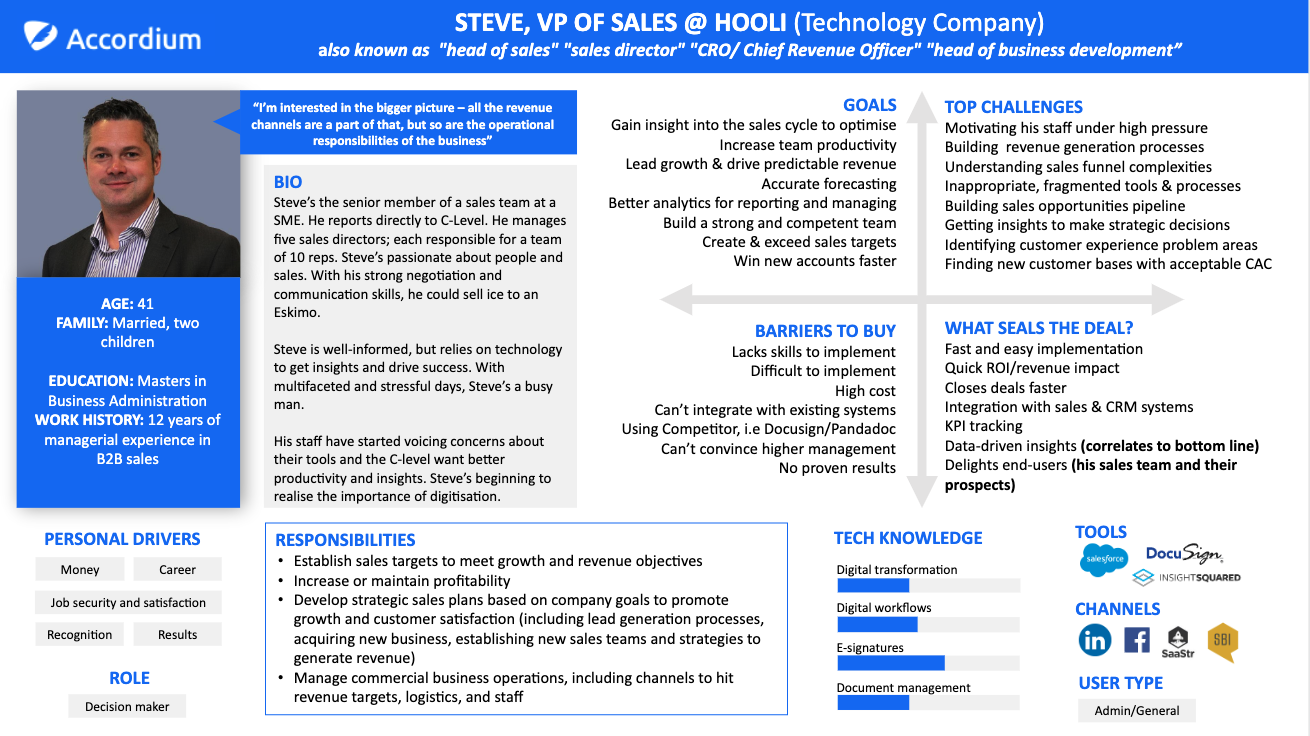 Accordium
STEVE, VP OF SALES @ HOOLI (Technology Company)
also known as "head of sales" "sales director" "CRO/ Chief Revenue Officer" "head of business development”
“I’m interested in the bigger picture – all the revenue
channels are a part of that, but so are the operational
responsibilities of the business”
AGE: 41
FAMILY: Married, two
children
EDUCATION: Masters in
Business Administration
WORK HISTORY: 12 years of
managerial experience in
B2B sales
BIO
Steve’s the senior member of a sales team at a
SME. He reports directly to C-Level. He manages
five sales directors; each responsible for a team
of 10 reps. Steve’s passionate about people and
sales. With his strong negotiation and
communication skills, he could sell ice to an
Eskimo.
Steve is well-informed, but relies on technology
to get insights and drive success. With
multifaceted and stressful days, Steve’s a busy
man.
His staff have started voicing concerns about
their tools and the C-level want better
productivity and insights. Steve’s beginning to
realise the importance of digitisation.
GOALS
Gain insight into the sales cycle to optimise
Increase team productivity
Lead growth & drive predictable revenue
Accurate forecasting
Better analytics for reporting and managing
Build a strong and competent team
Create & exceed sales targets
Win new accounts faster
TOP CHALLENGES
Motivating his staff under high pressure
Building revenue generation processes
Understanding sales funnel complexities
Inappropriate, fragmented tools & processes
Building sales opportunities pipeline
Getting insights to make strategic decisions
Identifying customer experience problem areas
Finding new customer bases with acceptable CAC
BARRIERS TO BUY
Lacks skills to implement
Difficult to implement
High cost
Can’t integrate with existing systems
Using Competitor, i.e Docusign/Pandadoc
Can’t convince higher management
No proven results
WHAT SEALS THE DEAL?
Fast and easy implementation
Quick ROI/revenue impact
Closes deals faster
Integration with sales & CRM systems
KPI tracking
Data-driven insights (correlates to bottom line)
Delights end-users (his sales team and their
prospects)
PERSONAL DRIVERS
Money
Career
Job security and satisfaction
Recognition
Results
ROLE
Decision maker
RESPONSIBILITIES
• Establish sales targets to meet growth and revenue objectives
• Increase or maintain profitability
• Develop strategic sales plans based on company goals to promote
growth and customer satisfaction (including lead generation processes,
acquiring new business, establishing new sales teams and strategies to
generate revenue)
• Manage commercial business operations, including channels to hit
revenue targets, logistics, and staff
TECH KNOWLEDGE
Digital transformation
Digital workflows
E-signatures
Document management
TOOLS
salesforce
DocuSign
INSIGHTSQUARED
CHANNELS
in
f
SaaStr
SBI
USER TYPE
Admin/General